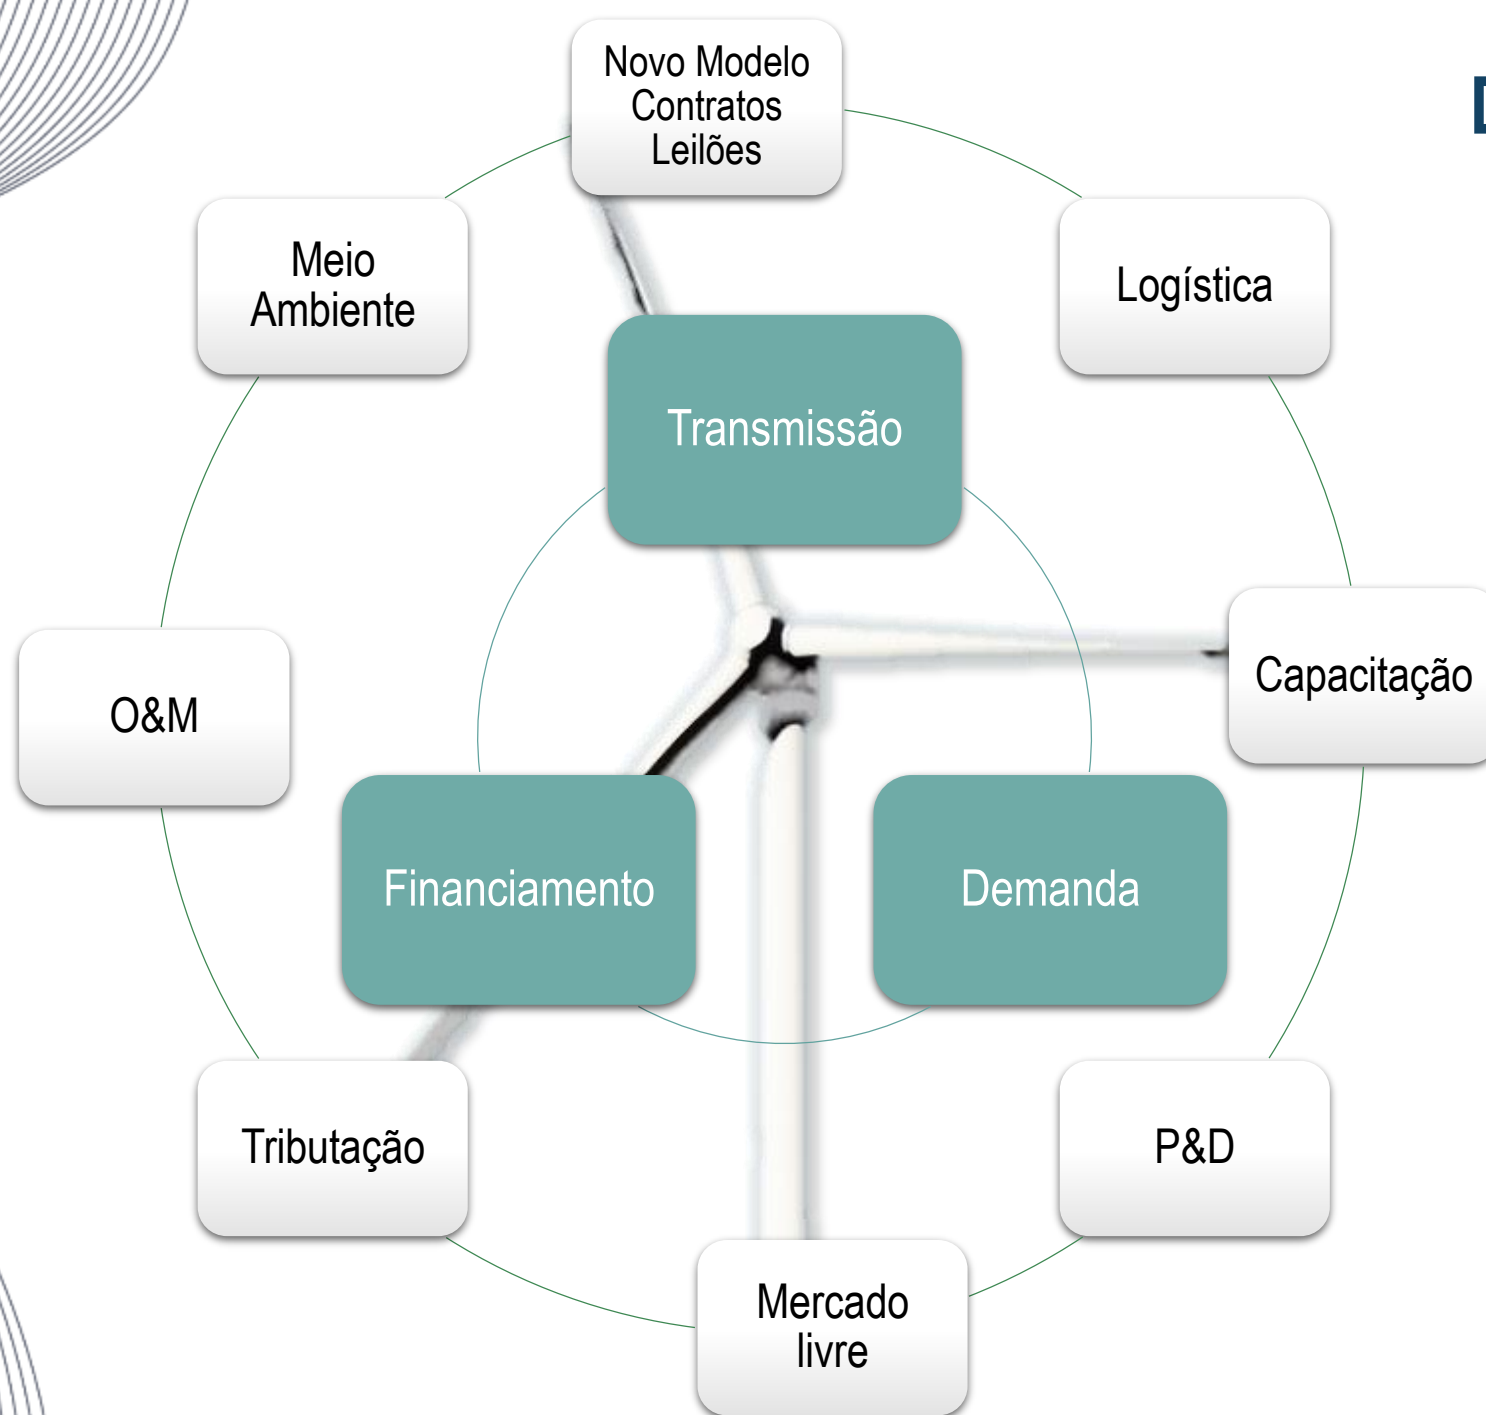 Novo Modelo
Contratos
Leilões
Meio
Ambiente
Logística
Transmissão
Capacitação
O&M
Financiamento
Demanda
Tributação
P&D
Mercado
livre